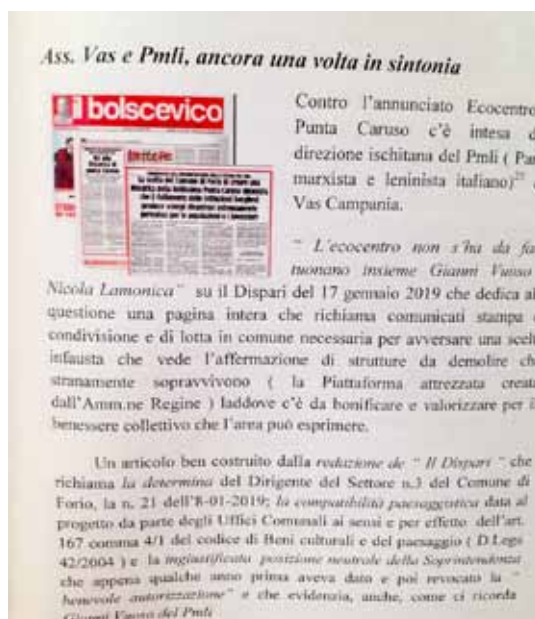 Ass. Vas e Pmli, ancora una volta in sintonia
il bolscevico
Contro l'annunciato Ecocentro
Punta Caruso c'è intesa d
direzione ischitana del Pmli ( Par
marxista e leninista italiano)
Vas Campania.
" L'ecocentro non s'ha da fa
tuonano insieme Gianni Vuoso
Nicola Lamonica" su il Dispari del 17 gennaio 2019 che dedica al
questione una pagina intera che richiama comunicati stampa
condivisione e di lotta in comune necessaria per avversare una scelt
infausta che vede l'affermazione di strutture da demolire ch
stranamente sopravvivono ( la Piattaforma attrezzata creat
dall'Amm.ne Regine ) laddove c'è da bonificare e valorizzare per i
benessere collettivo che l'area può esprimere.
Un articolo ben costruito dalla redazione de " Il Dispari " che
richiama la determina del Dirigente del Settore n.3 del Comune di
Forio, la n. 21 dell'8-01-2019; la compatibilità paesaggistica data al
progetto da parte degli Uffici Comunali ai sensi e per effetto dell'art.
167 comma 4/1 del codice di Beni culturali e del paesaggio ( D.Legs
42/2004 ) e la ingiustificata posizione neutrale della Soprintendenza
che appena qualche anno prima aveva dato e poi revocato la "
benevole autorizzazione" e che evidenzia, anche, come ci ricorda
Gianni Vuoso del Pmli